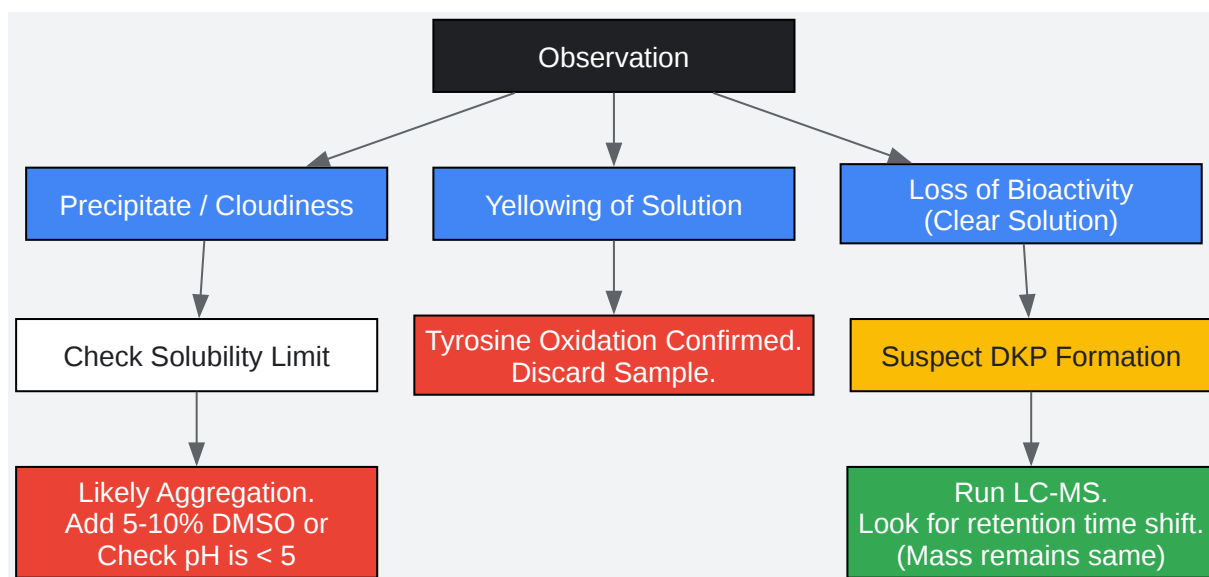 Observation
Precipitate / Cloudiness
Yellowing of Solution
Loss of Bioactivity
(Clear Solution)
Check Solubility Limit
Tyrosine Oxidation Confirmed.
Discard Sample.
Suspect DKP Formation
Likely Aggregation.
Add 5-10% DMSO or
Check pH is < 5
Run LC-MS.
Look for retention time shift.
(Mass remains same)